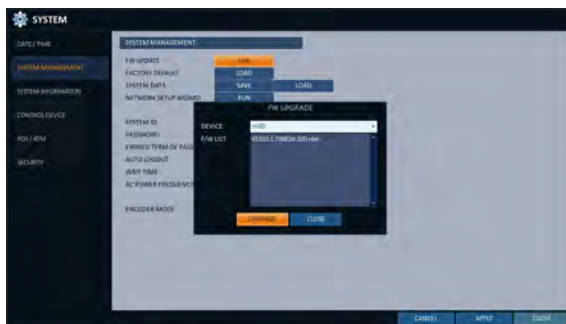 SYSTEM
DATE / TIME
SYSTEM MANAGEMENT
SYSTEM INFORMATION
CONTROL DEVICE
POS / ATM
SECURITY
SYSTEM MANAGEMENT
F/W UPDATE
FACTORY DEFAULT LOAD
SYSTEM DATA SAVE LOAD
NETWORK SETUP WIZARD RUN
SYSTEM ID
PASSWORD
EXPIRED TERM OF PASS
AUTO LOGOUT
WAIT TIME
AC POWER FREQUENCY
ENCODER MODE
FW UPGRADE
DEVICE
F/W LIST
UPGRADE CLOSE
CANCEL APPLY CLOSE